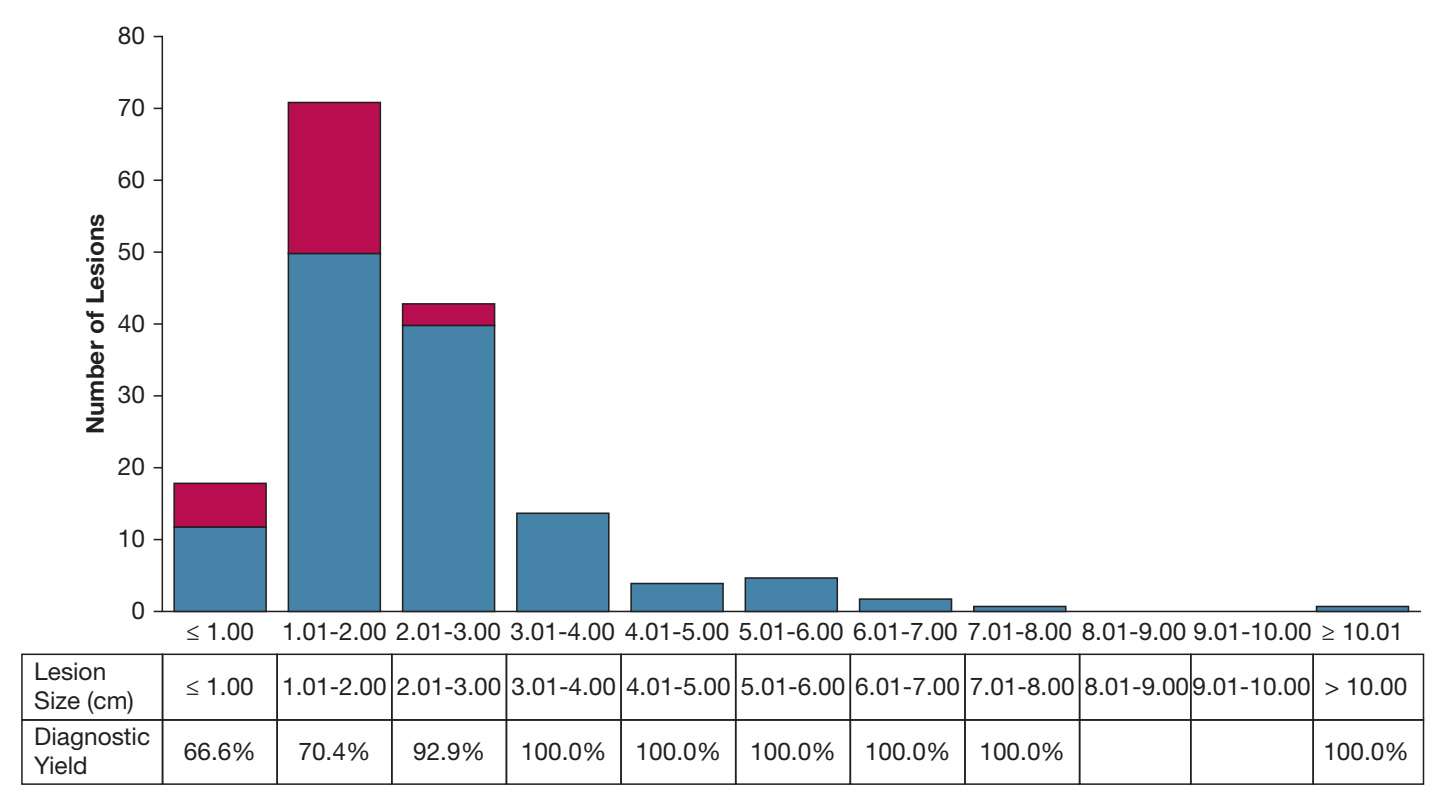 80
70
60
50
40
30
20
10
0
Number of Lesions
≤ 1.00 1.01-2.00 2.01-3.00 3.01-4.00 4.01-5.00 5.01-6.00 6.01-7.00 7.01-8.00 8.01-9.00 9.01-10.00 ≥ 10.01
Lesion
Size (cm)
≤ 1.00 1.01-2.00 2.01-3.00 3.01-4.00 4.01-5.00 5.01-6.00 6.01-7.00 7.01-8.00 8.01-9.00 9.01-10.00 > 10.00
Diagnostic
Yield
66.6% 70.4% 92.9% 100.0% 100.0% 100.0% 100.0% 100.0% 100.0%